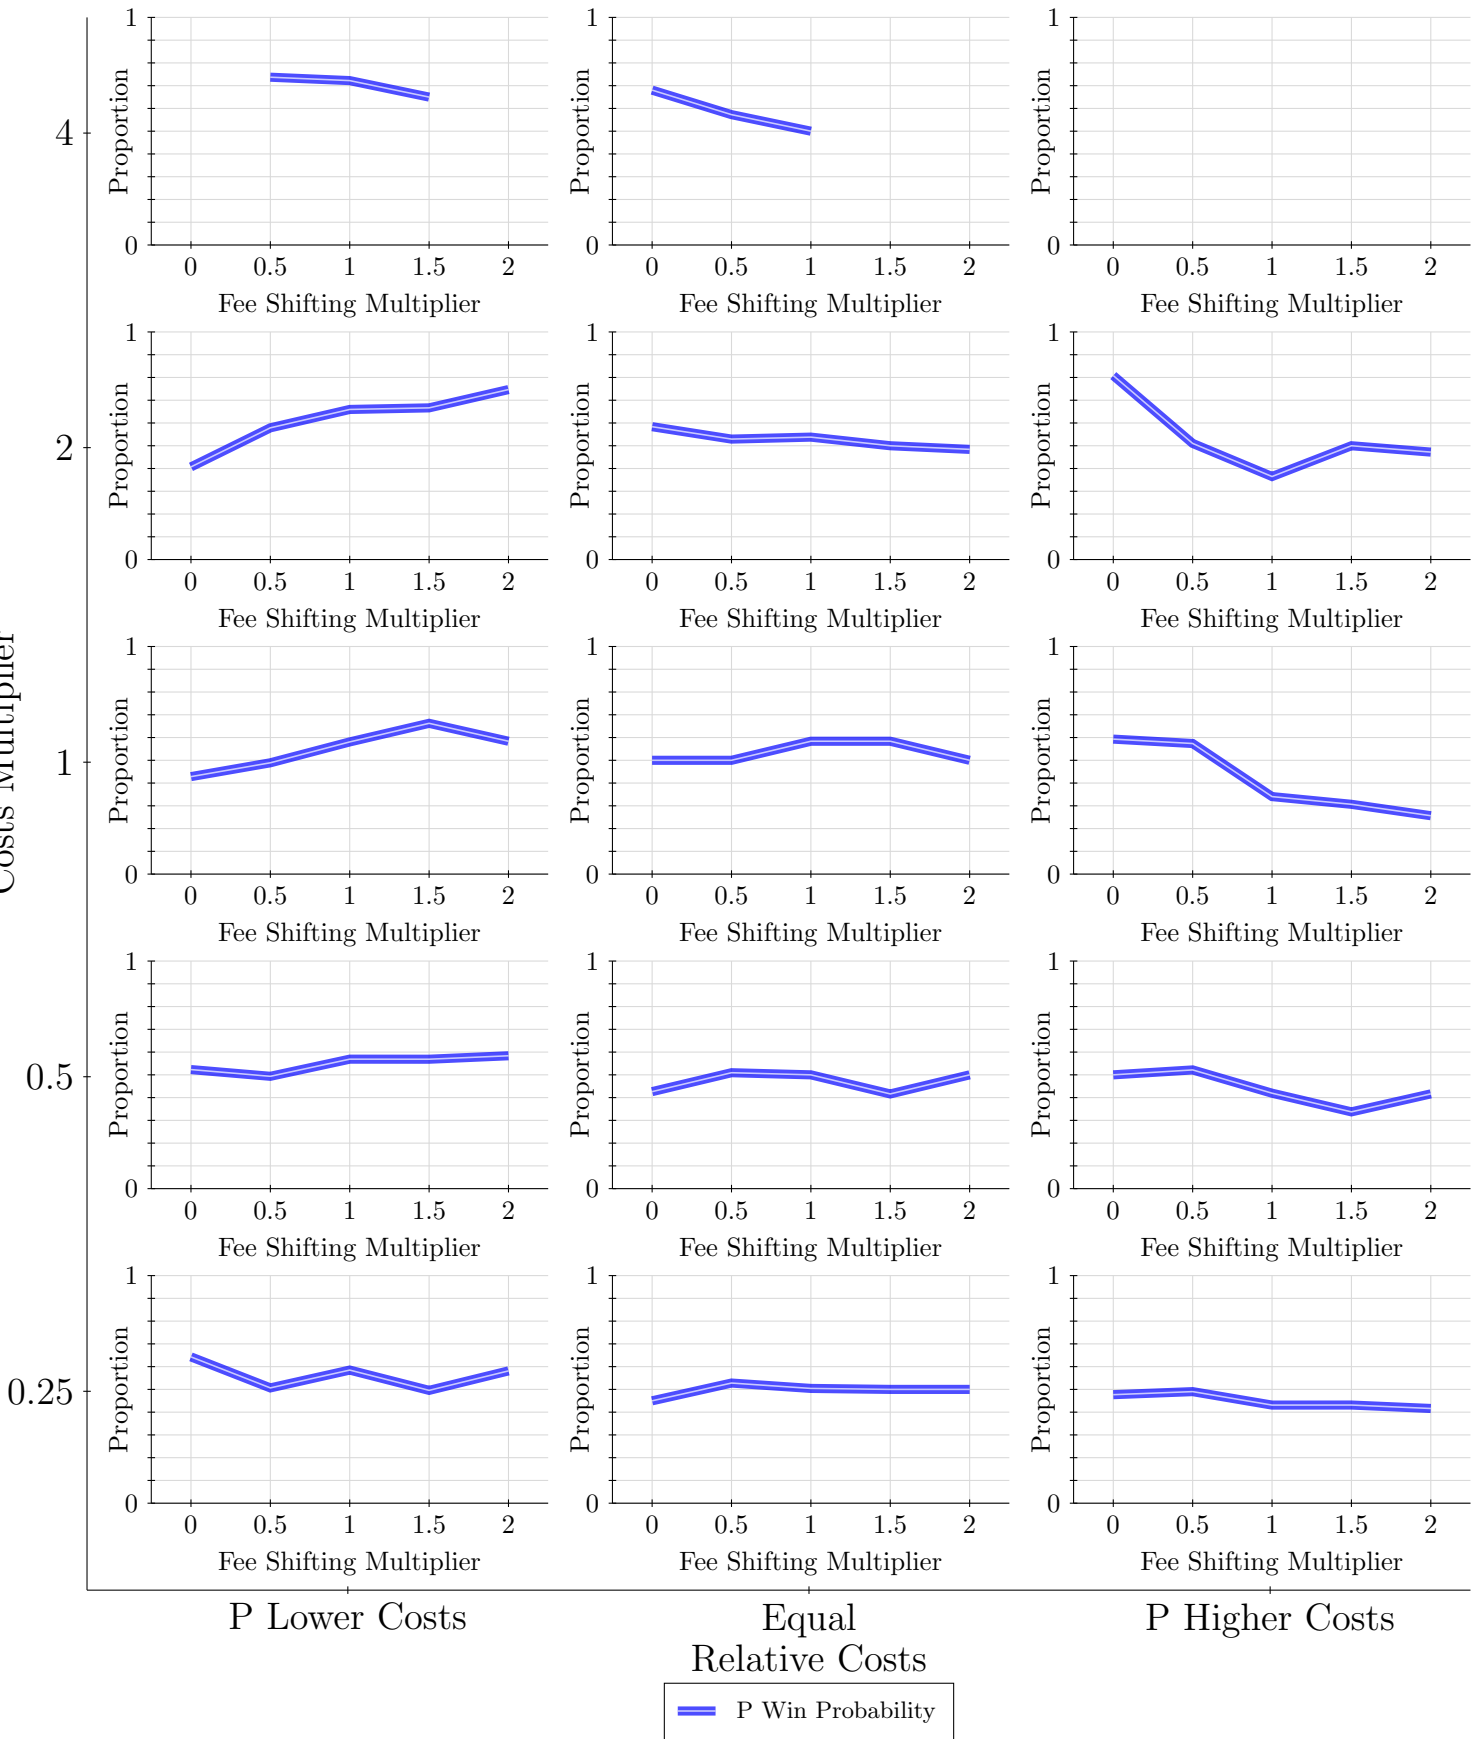 1 1 1
Proportion Proportion Proportion
4
0 0 0
0 0.5 1 1.5 2 0 0.5 1 1.5 2 0 0.5 1 1.5 2
Fee Shifting Multiplier Fee Shifting Multiplier Fee Shifting Multiplier
1 1 1
Proportion Proportion Proportion
2
0 0 0
0 0.5 1 1.5 2 0 0.5 1 1.5 2 0 0.5 1 1.5 2
Fee Shifting Multiplier Fee Shifting Multiplier Fee Shifting Multiplier
Costs Multiplier
1 1 1
Proportion Proportion Proportion
1
0 0 0
0 0.5 1 1.5 2 0 0.5 1 1.5 2 0 0.5 1 1.5 2
Fee Shifting Multiplier Fee Shifting Multiplier Fee Shifting Multiplier
1 1 1
Proportion Proportion Proportion
0.5
0 0 0
0 0.5 1 1.5 2 0 0.5 1 1.5 2 0 0.5 1 1.5 2
Fee Shifting Multiplier Fee Shifting Multiplier Fee Shifting Multiplier
1 1 1
Proportion Proportion Proportion
0.25
0 0 0
0 0.5 1 1.5 2 0 0.5 1 1.5 2 0 0.5 1 1.5 2
Fee Shifting Multiplier Fee Shifting Multiplier Fee Shifting Multiplier
P Lower Costs Equal P Higher Costs
Relative Costs
P Win Probability